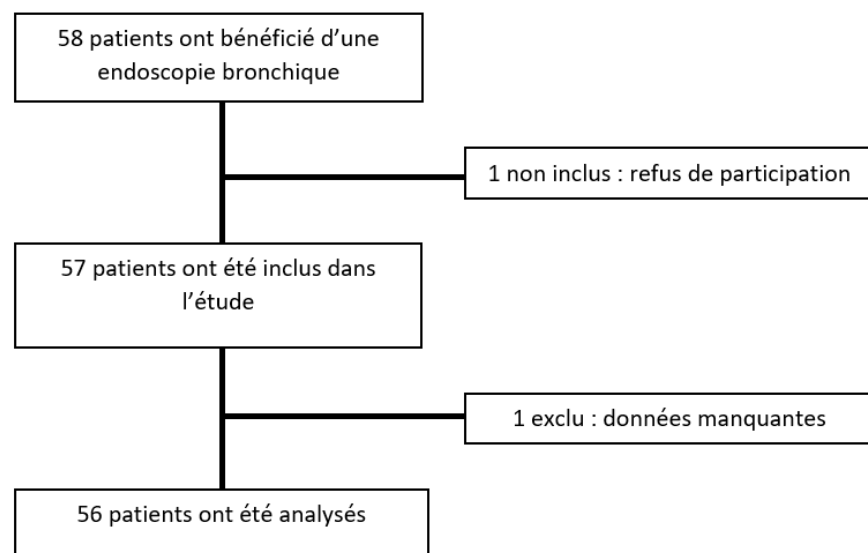 58 patients ont bénéficié d’une
endoscopie bronchique
1 non inclus : refus de participation
57 patients ont été inclus dans
l’étude
1 exclu : données manquantes
56 patients ont été analysés